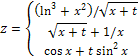 z = { (ln³ + x²)/√x + t
√x + t + 1/x
cos x + t sin² x